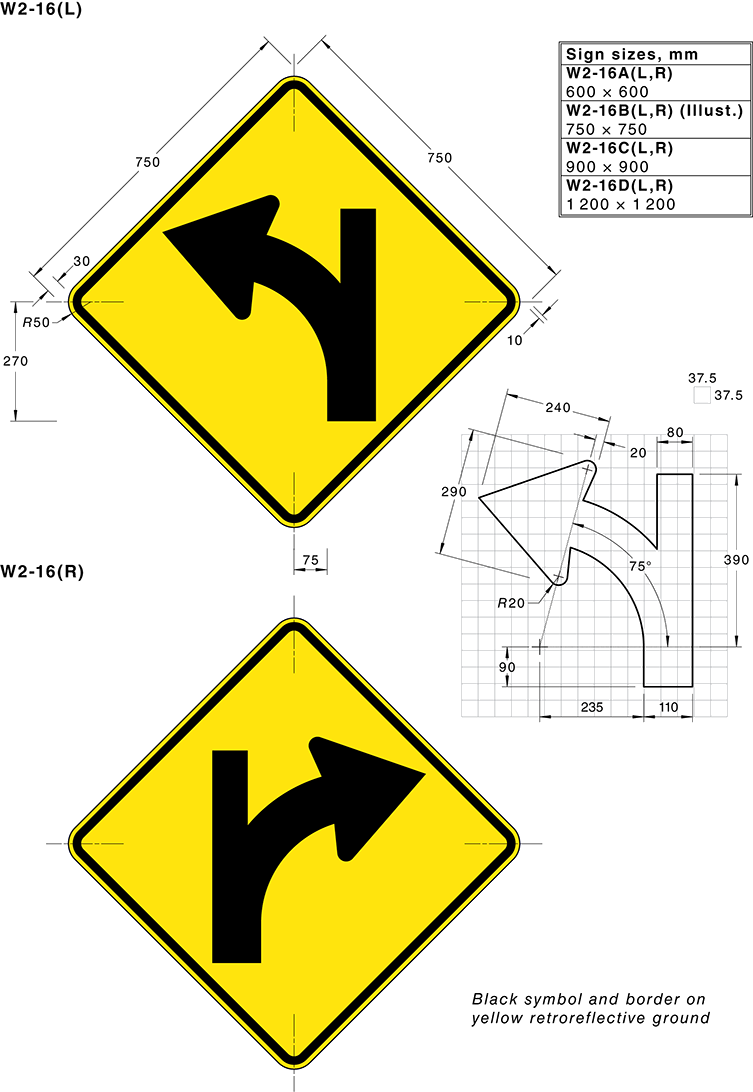 W2-16(L)
Sign sizes, mm
W2-16A(L,R)
600 × 600
W2-16B(L,R) (Illust.)
750 × 750
W2-16C(L,R)
900 × 900
W2-16D(L,R)
1 200 × 1 200
750
750
30
R50
270
10
75
37.5
37.5
240
80
20
290
75°
390
R20
90
235
110
W2-16(R)
Black symbol and border on
yellow retroreflective ground